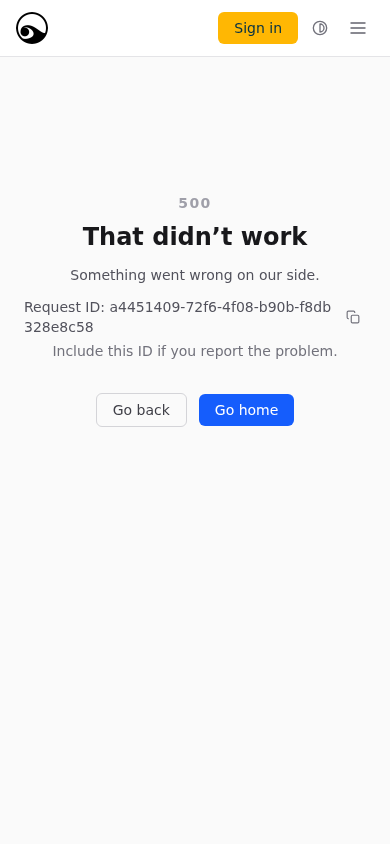 Sign in
500
That didn’t work
Something went wrong on our side.
Request ID: a4451409-72f6-4f08-b90b-f8db
328e8c58
Include this ID if you report the problem.
Go back
Go home